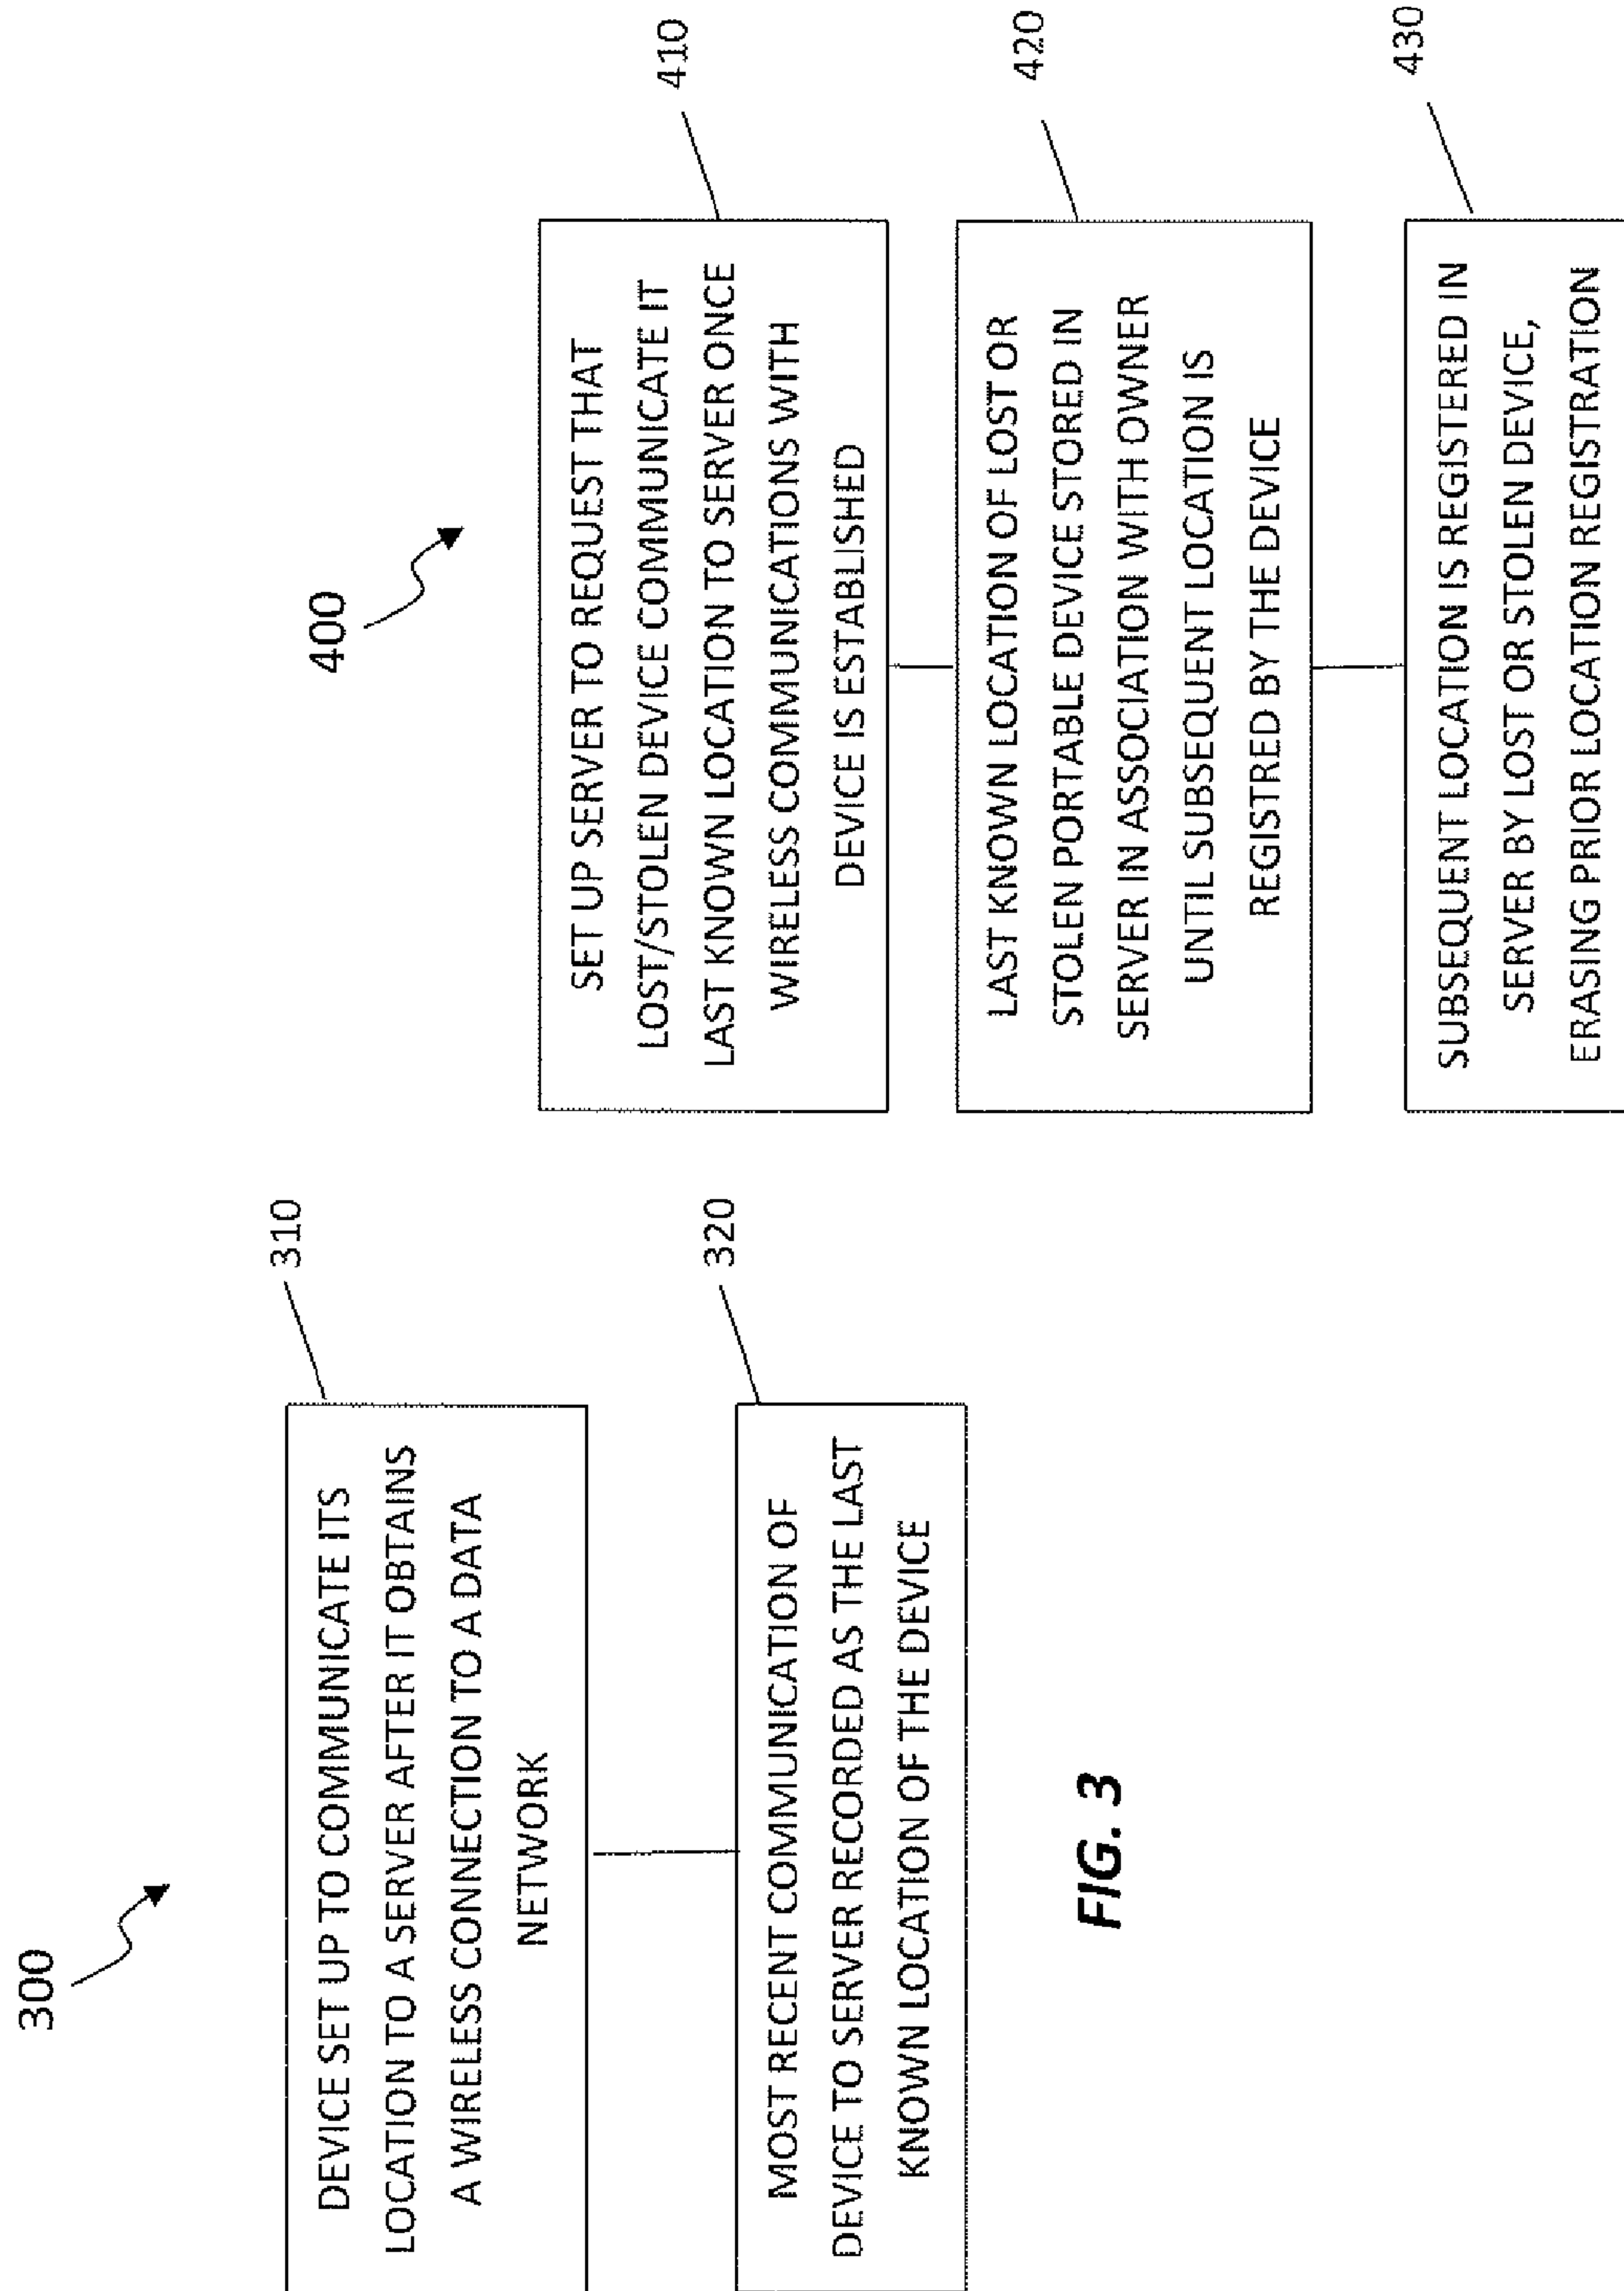 300
310
DEVICE SET UP TO COMMUNICATE ITS
LOCATION TO A SERVER AFTER IT OBTAINS
A WIRELESS CONNECTION TO A DATA
NETWORK
320
MOST RECENT COMMUNICATION OF
DEVICE TO SERVER RECORDED AS THE LAST
KNOWN LOCATION OF THE DEVICE
FIG. 3
400
410
SET UP SERVER TO REQUEST THAT
LOST/STOLEN DEVICE COMMUNICATE IT
LAST KNOWN LOCATION TO SERVER ONCE
WIRELESS COMMUNICATIONS WITH
DEVICE IS ESTABLISHED
420
LAST KNOWN LOCATION OF LOST OR
STOLEN PORTABLE DEVICE STORED IN
SERVER IN ASSOCIATION WITH OWNER
UNTIL SUBSEQUENT LOCATION IS
REGISTRED BY THE DEVICE
430
SUBSEQUENT LOCATION IS REGISTERED IN
SERVER BY LOST OR STOLEN DEVICE,
ERASING PRIOR LOCATION REGISTRATION